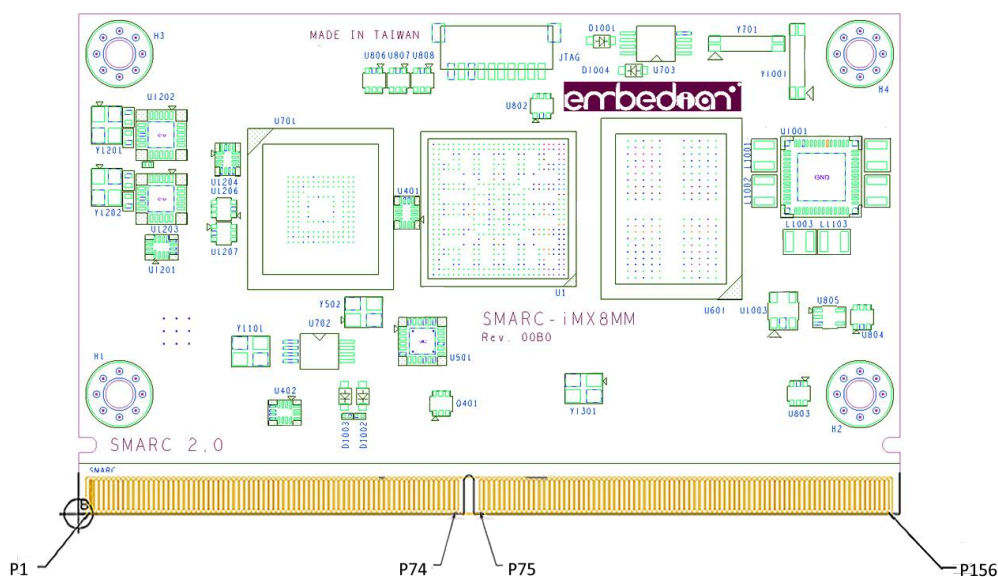 MADE IN TAIWAN
H3
U806 U807 U808
JTAG
D1001
D1004
U703
Y701
Y1001
H4
embedian
U802
U1202
Y1201
Y1202
U1203
U1201
U1204
U1206
U1207
U701
U401
U1
U601
U1001
L1001
L1002
L1003 L1103
GND
SMARC-iMX8MM
Rev. 00B0
Y502
U702
Y1101
U501
U1003
U805
U804
H1
U402
D1003
D1002
Q401
Y1301
U803
H2
SMARC 2.0
SMARC
P1
P74
P75
P156